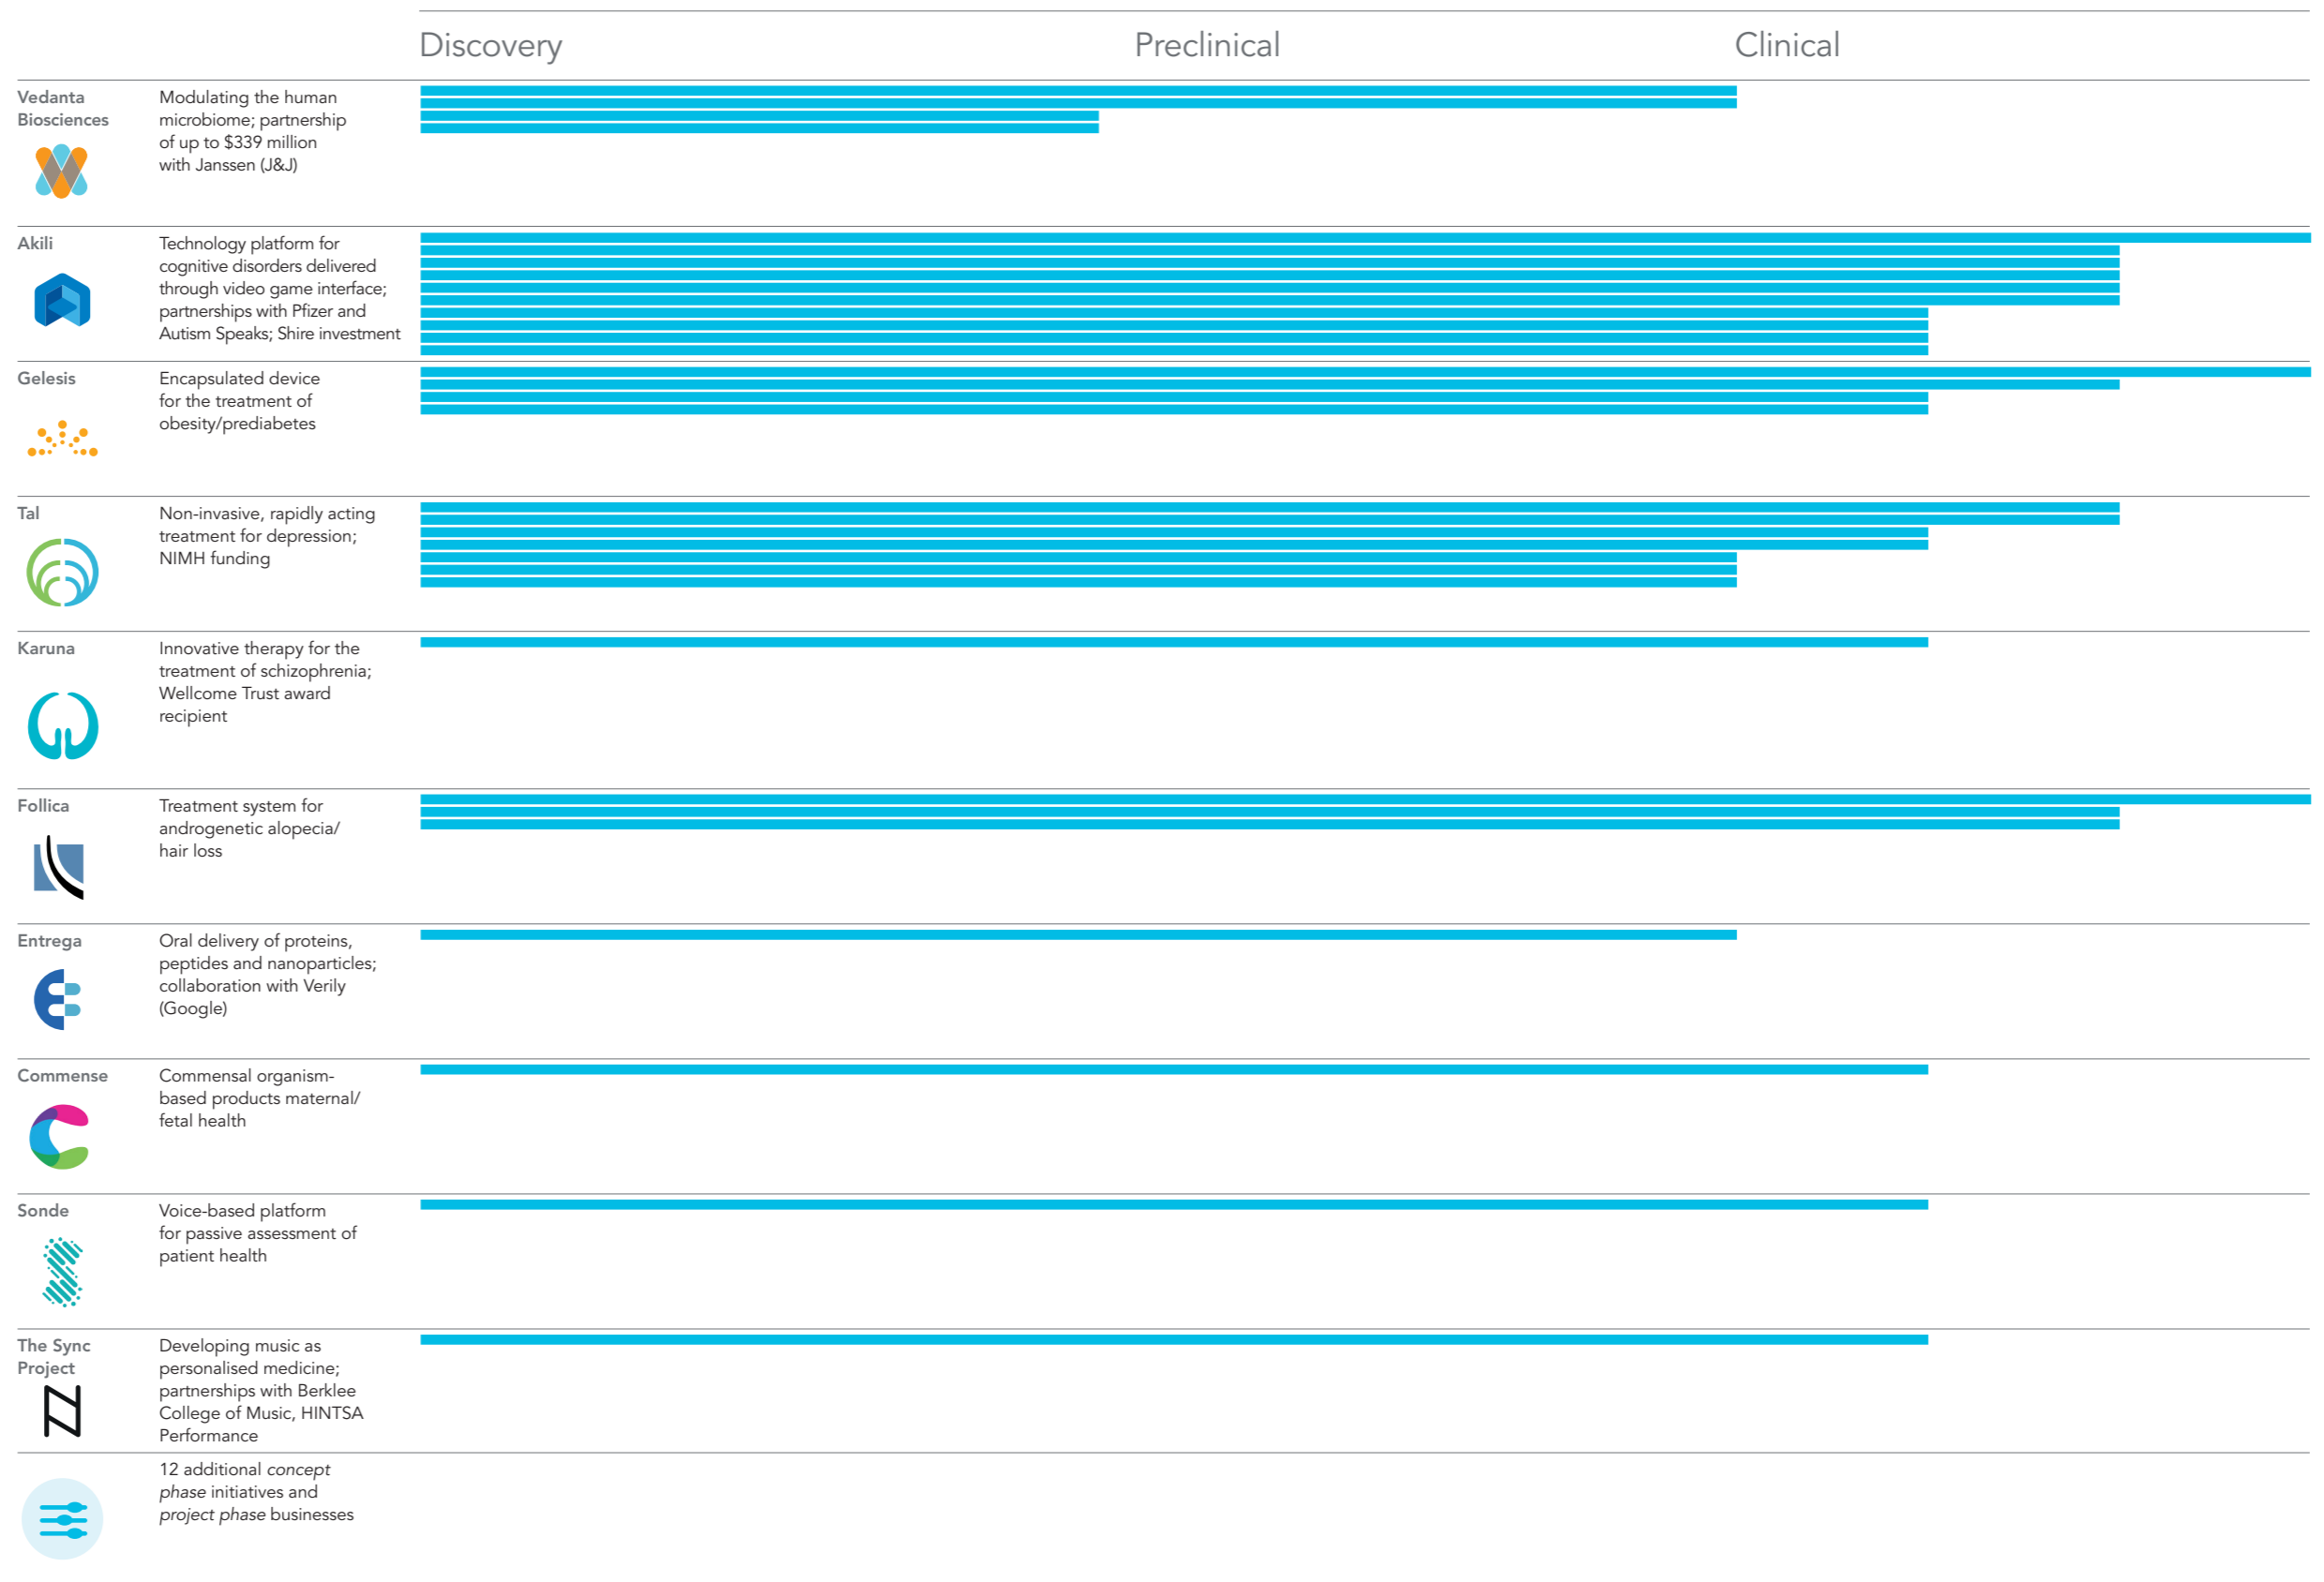 Discovery Preclinical Clinical
Vedanta
Biosciences
Modulating the human
microbiome; partnership
of up to $339 million
with Janssen (J&J)
Akili
Technology platform for
cognitive disorders delivered
through video game interface;
partnerships with Pfizer and
Autism Speaks; Shire investment
Gelesis
Encapsulated device
for the treatment of
obesity/prediabetes
Tal
Non-invasive, rapidly acting
treatment for depression;
NIMH funding
Karuna
Innovative therapy for the
treatment of schizophrenia;
Wellcome Trust award
recipient
Follica
Treatment system for
androgenetic alopecia/
hair loss
Entrega
Oral delivery of proteins,
peptides and nanoparticles;
collaboration with Verily
(Google)
Commense
Commensal organism-
based products maternal/
fetal health
Sonde
Voice-based platform
for passive assessment of
patient health
The Sync
Project
Developing music as
personalised medicine;
partnerships with Berklee
College of Music, HINTSA
Performance
12 additional concept
phase initiatives and
project phase businesses